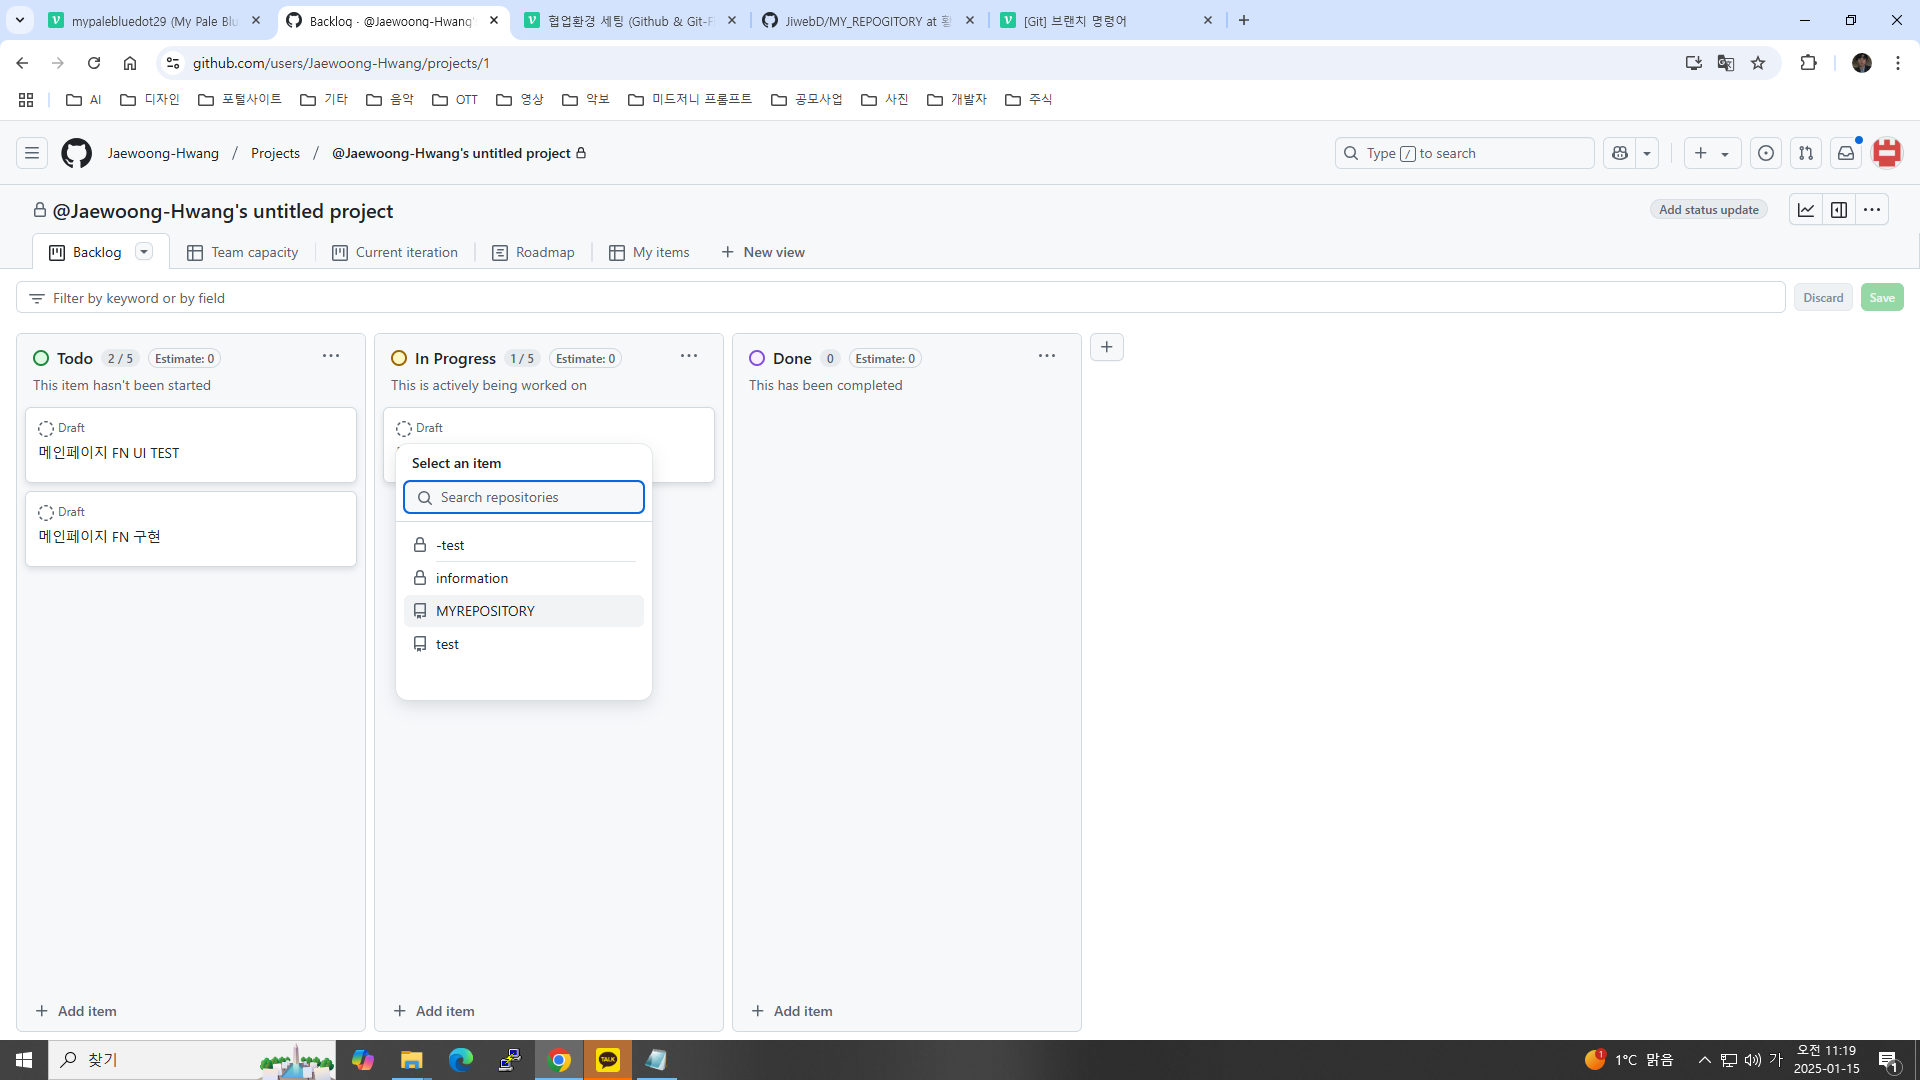 mypalebluedot29 (My Pale Blu
Backlog · @Jaewoong-Hwang'
협업환경 세팅 (Github & Git-F
JiwebD/MY_REPOGITORY at 황
[Git] 브랜치 명령어
github.com/users/Jaewoong-Hwang/projects/1
AI
디자인
포털사이트
기타
음악
OTT
영상
악보
미드저니 프롬프트
공모사업
사진
개발자
주식
Jaewoong-Hwang / Projects / @Jaewoong-Hwang's untitled project
Type / to search
@Jaewoong-Hwang's untitled project
Add status update
Backlog
Team capacity
Current iteration
Roadmap
My items
New view
Filter by keyword or by field
Discard
Save
Todo 2 / 5 Estimate: 0
This item hasn't been started
Draft
메인페이지 FN UI TEST
Draft
메인페이지 FN 구현
Add item
In Progress 1 / 5 Estimate: 0
This is actively being worked on
Draft
Select an item
Search repositories
-test
information
MYREPOSITORY
test
Add item
Done 0 Estimate: 0
This has been completed
Add item
찾기
TALK
1
1°C 맑음
가
오전 11:19
2025-01-15
1